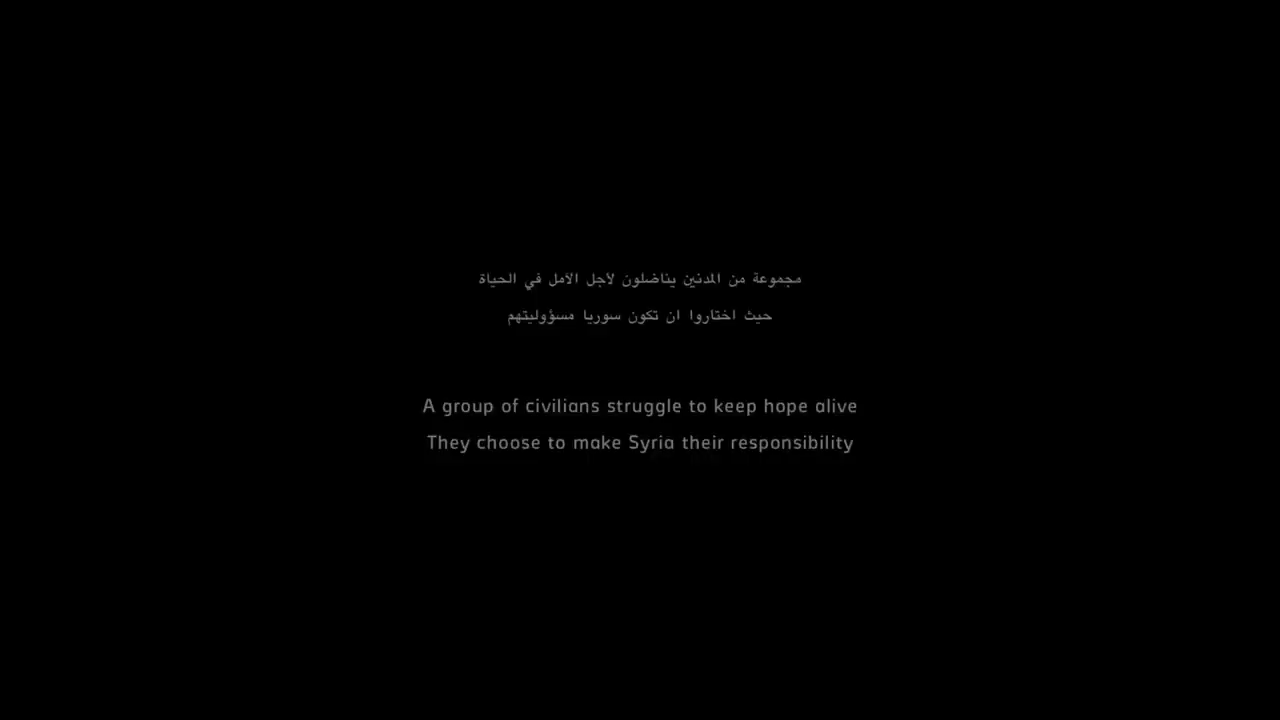 مجموعة من المدنين يناضلون لأجل الأمل في الحياة
حيث اختاروا ان تكون سوريا مسؤوليتهم
A group of civilians struggle to keep hope alive
They choose to make Syria their responsibility